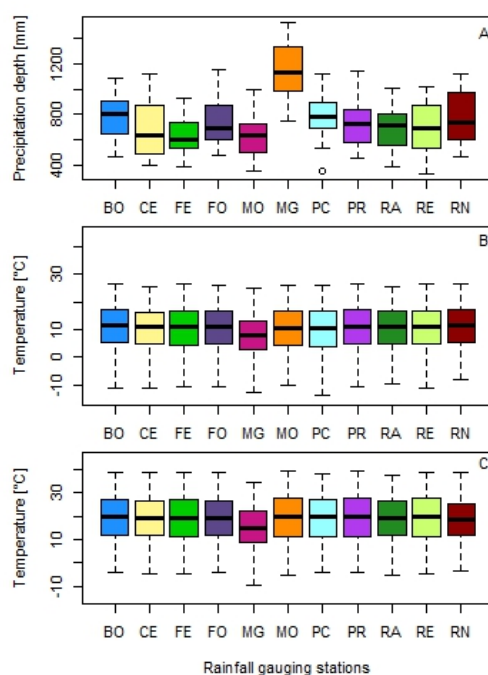 A
Precipitation depth [mm]
1200
800
400
BO CE FE FO MO MG PC PR RA RE RN
B
Temperature [°C]
30
10
0
-10
BO CE FE FO MG MO PC PR RA RE RN
C
Temperature [°C]
30
10
-10
BO CE FE FO MG MO PC PR RA RE RN
Rainfall gauging stations